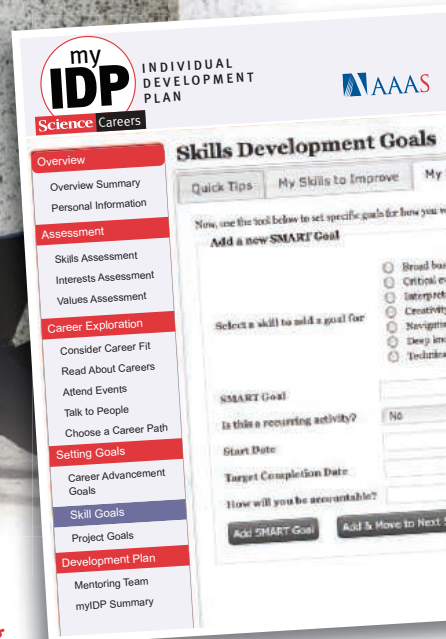 my
IDP
INDIVIDUAL
DEVELOPMENT
PLAN
Science Careers
AAAS
Overview
Overview Summary
Personal Information
Assessment
Skills Assessment
Interests Assessment
Values Assessment
Career Exploration
Consider Career Fit
Read About Careers
Attend Events
Talk to People
Choose a Career Path
Setting Goals
Career Advancement
Goals
Skill Goals
Project Goals
Development Plan
Mentoring Team
myIDP Summary
Skills Development Goals
Quick Tips
My Skills to Improve
My
Now, use the tool below to set specific goals for how you
Add a new SMART Goal
Select a skill to add a goal for
Broad
Critical
Interpret
Creativity
Deep
SMART Goal
Is this a recurring activity?
No
Start Date
Target Completion Date
How will you be accountable?
Add SMART Goal
Add & Move to Next